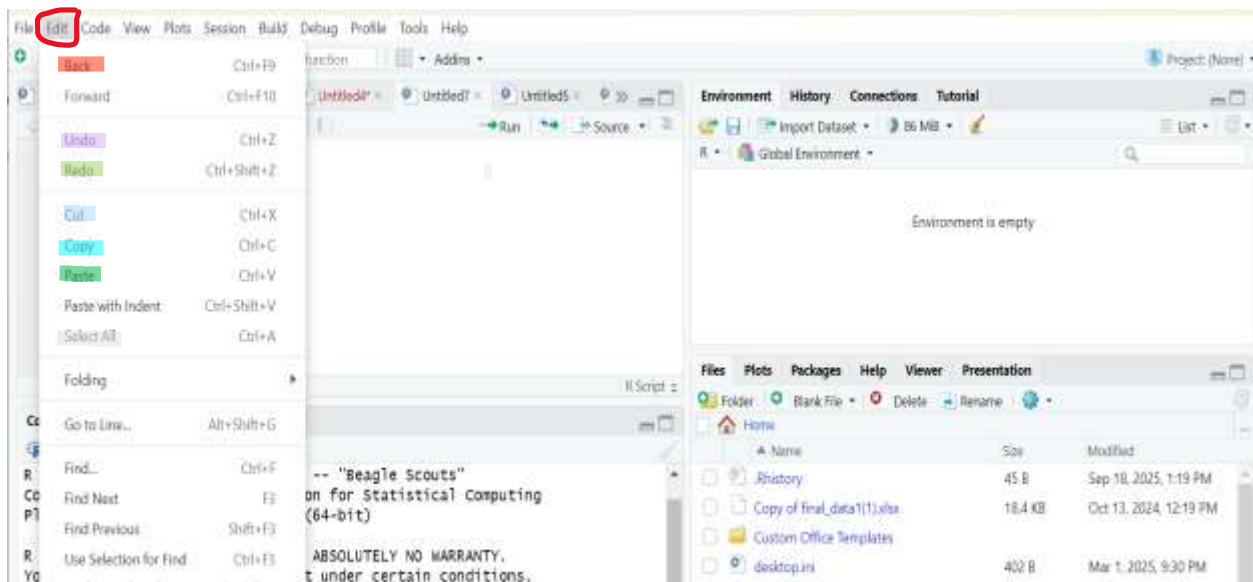 File Edit Code View Plots Session Build Debug Profile Tools Help
Addins
Project: (None)
Back Ctrl+F9
Forward Ctrl+F10
Undo Ctrl+Z
Redo Ctrl+Shift+Z
Cut Ctrl+X
Copy Ctrl+C
Paste Ctrl+V
Paste with Indent Ctrl+Shift+V
Select All Ctrl+A
Folding
Go to Line... Alt+Shift+G
Find... Ctrl+F
Find Next F3
Find Previous Shift+F3
Use Selection for Find Ctrl+F3
Untitled4* Untitled7 Untitled5
Run Source
R Script
-- "Beagle Scouts"
on for Statistical Computing
(64-bit)
ABSOLUTELY NO WARRANTY.
t under certain conditions.
Environment History Connections Tutorial
Import Dataset 86 MiB List
R Global Environment
Environment is empty
Files Plots Packages Help Viewer Presentation
Folder Blank File Delete Rename
Home
Name Size Modified
.Rhistory 45 B Sep 18, 2025, 1:19 PM
Copy of final_data1(1).xlsx 18.4 KB Oct 13, 2024, 12:19 PM
Custom Office Templates
desktop.ini 402 B Mar 1, 2025, 9:30 PM